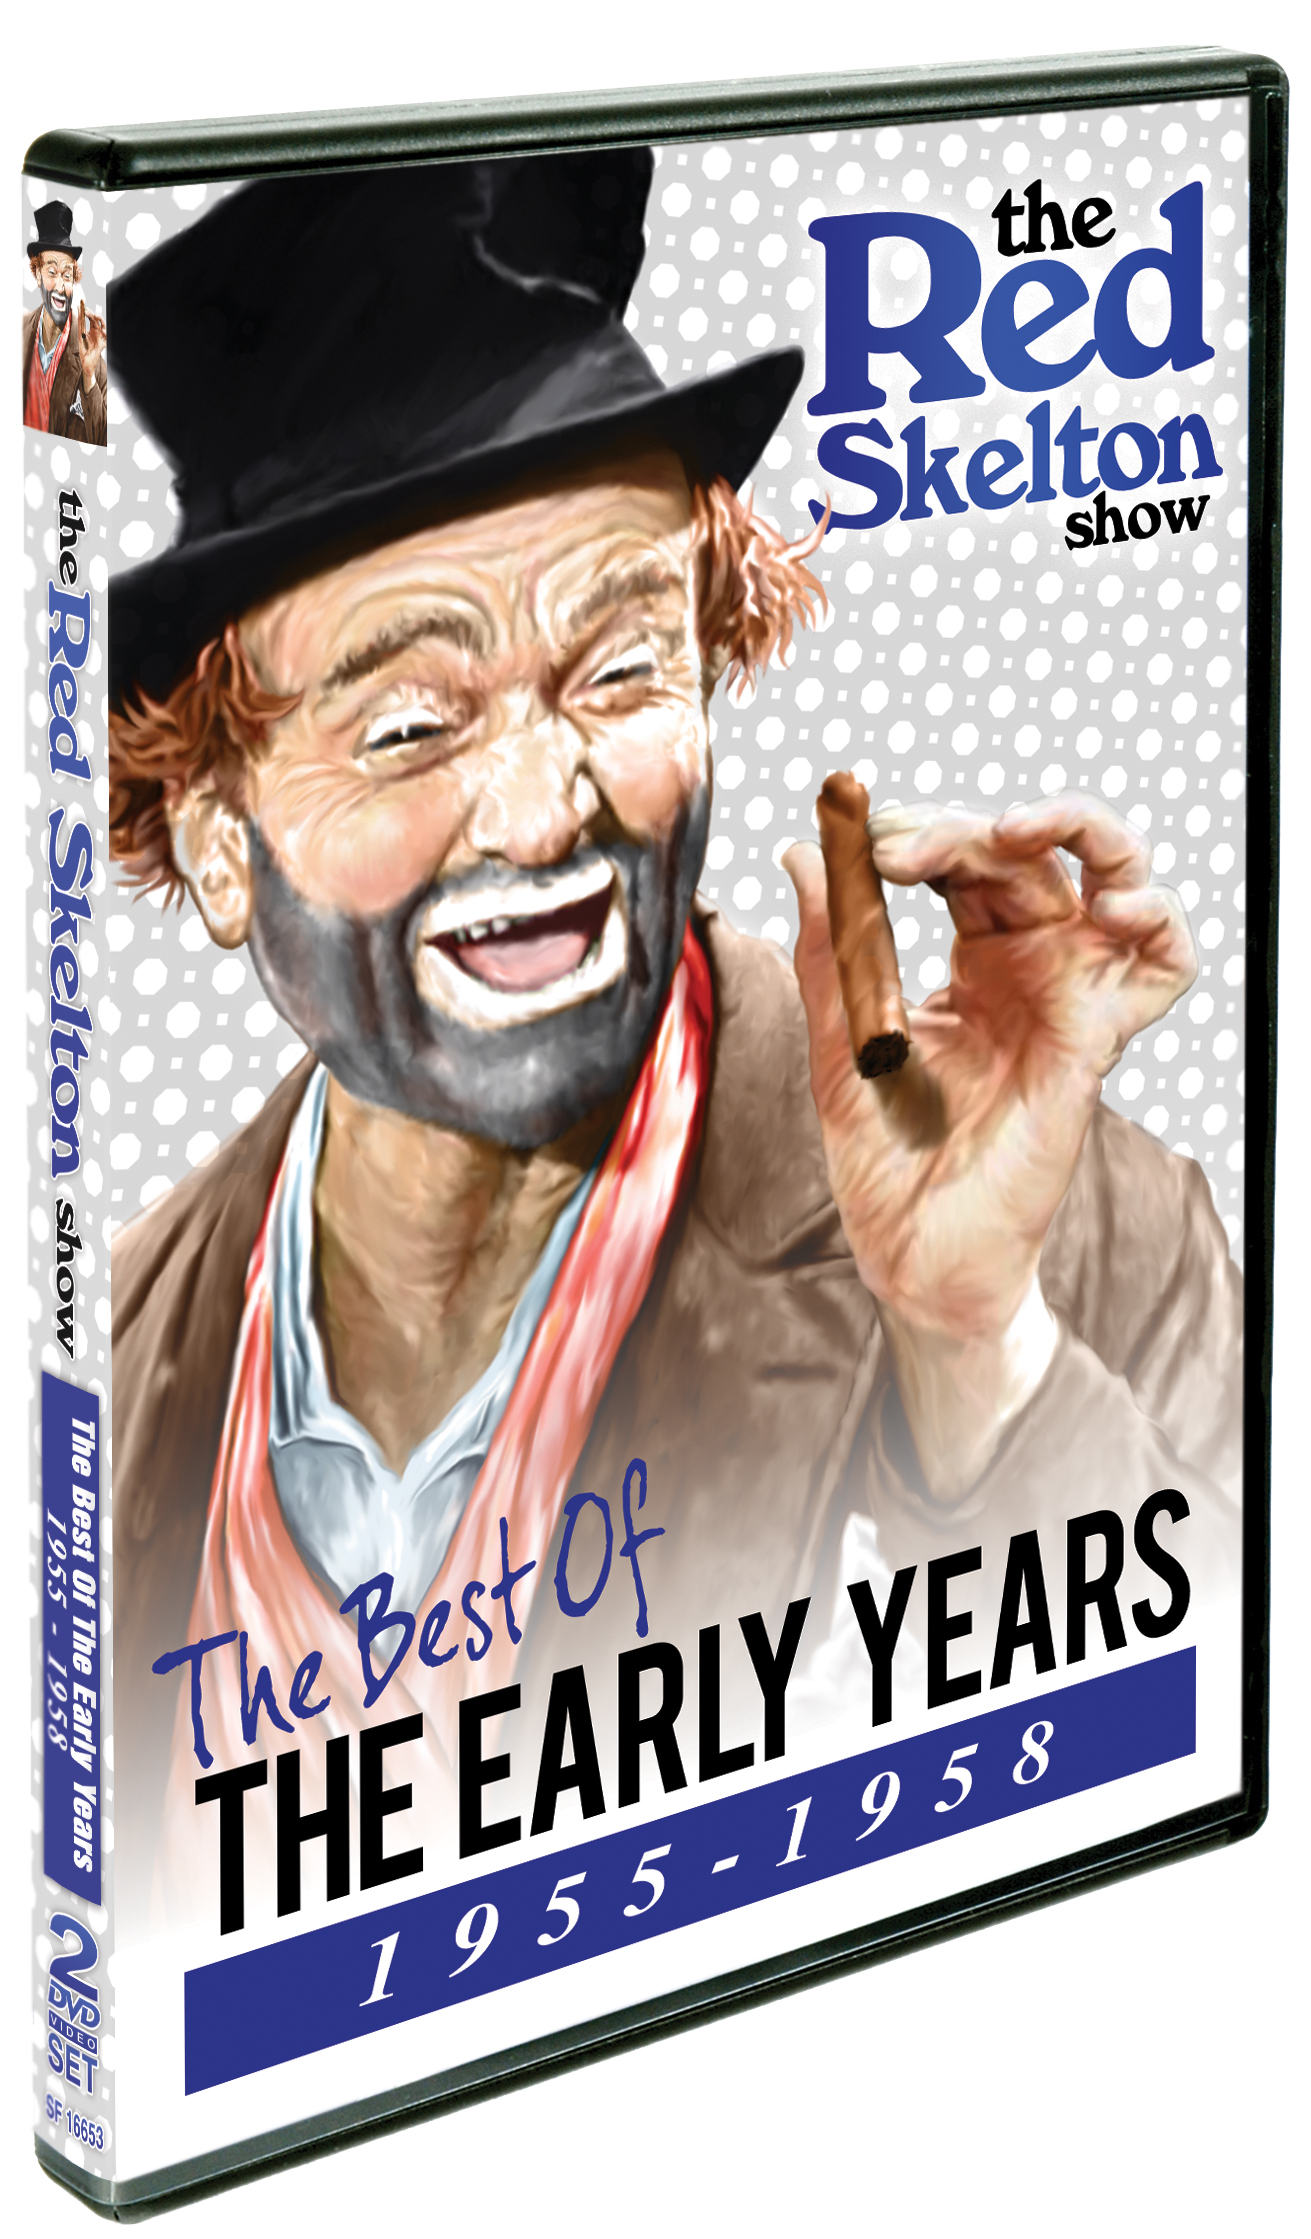 the
Red
Skelton
show
The Best Of
THE EARLY YEARS
1955-1958
the Red Skelton show
The Best Of The Early Years
1955 - 1958
2
DVD
VIDEO
SET
SF 16653